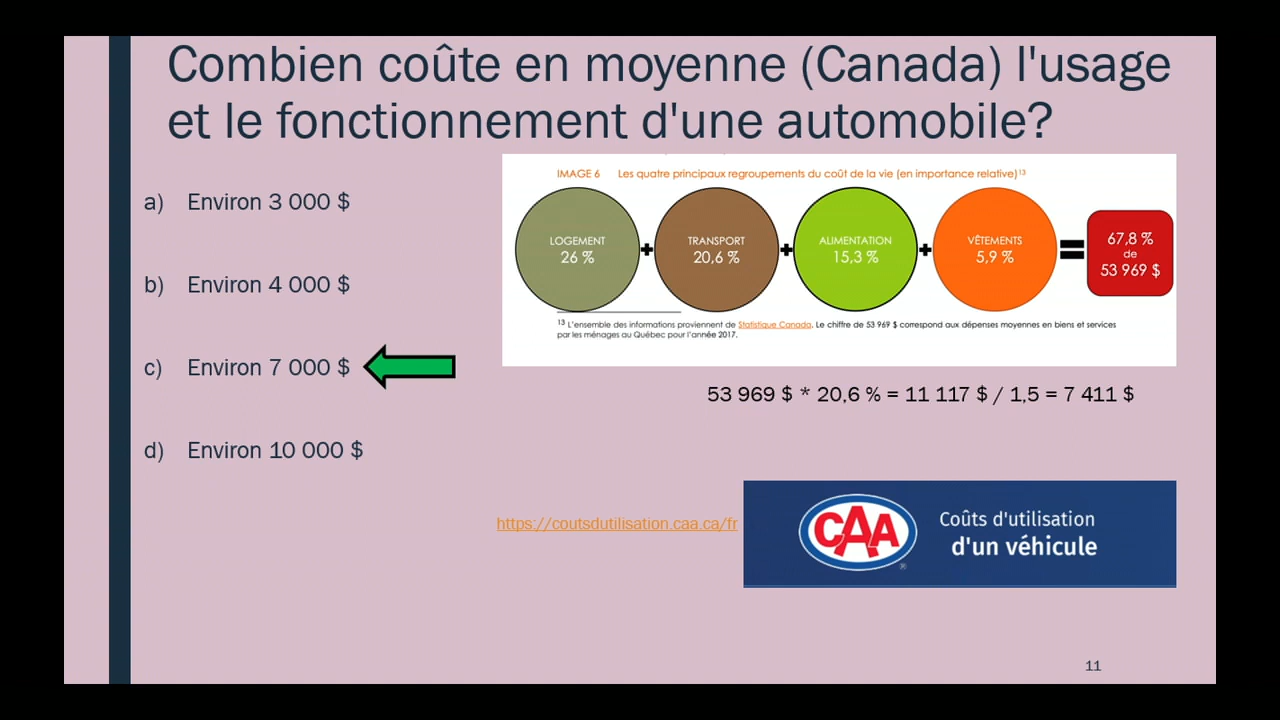 Combien coûte en moyenne (Canada) l'usage
et le fonctionnement d'une automobile?
a) Environ 3 000 $
b) Environ 4 000 $
c) Environ 7 000 $
d) Environ 10 000 $
IMAGE 6 Les quatre principaux regroupements du coût de la vie (en importance relative)13
LOGEMENT
26 %
+
TRANSPORT
20,6 %
+
ALIMENTATION
15,3 %
+
VÊTEMENTS
5,9 %
=
67,8 %
de
53 969 $
13 L'ensemble des informations proviennent de Statistique Canada. Le chiffre de 53 969 $ correspond aux dépenses moyennes en biens et services
par les ménages au Québec pour l'année 2017.
53 969 $ * 20,6 % = 11 117 $ / 1,5 = 7 411 $
https://coutsdutilisation.caa.ca/fr
CAA
®
Coûts d'utilisation
d'un véhicule
11